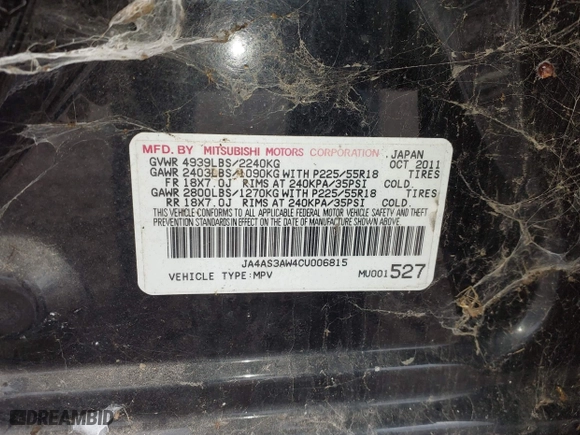 MFD. BY MITSUBISHI MOTORS CORPORATION JAPAN
GVWR 4939LBS/2240KG OCT 2011
GAWR 2403LBS/1090KG WITH P225/55R18 TIRES
FR 18X7.0J RIMS AT 240KPA/35PSI COLD.
GAWR 2800LBS/1270KG WITH P225/55R18 TIRES
RR 18X7.0J RIMS AT 240KPA/35PSI COLD.
THIS VEHICLE CONFORMS TO ALL APPLICABLE FEDERAL MOTOR VEHICLE SAFETY AND THEFT
PREVENTION STANDARDS IN EFFECT ON THE DATE OF MANUFACTURE SHOWN ABOVE.
JA4AS3AW4CU006815
VEHICLE TYPE:MPV MU001527
DREAMBID